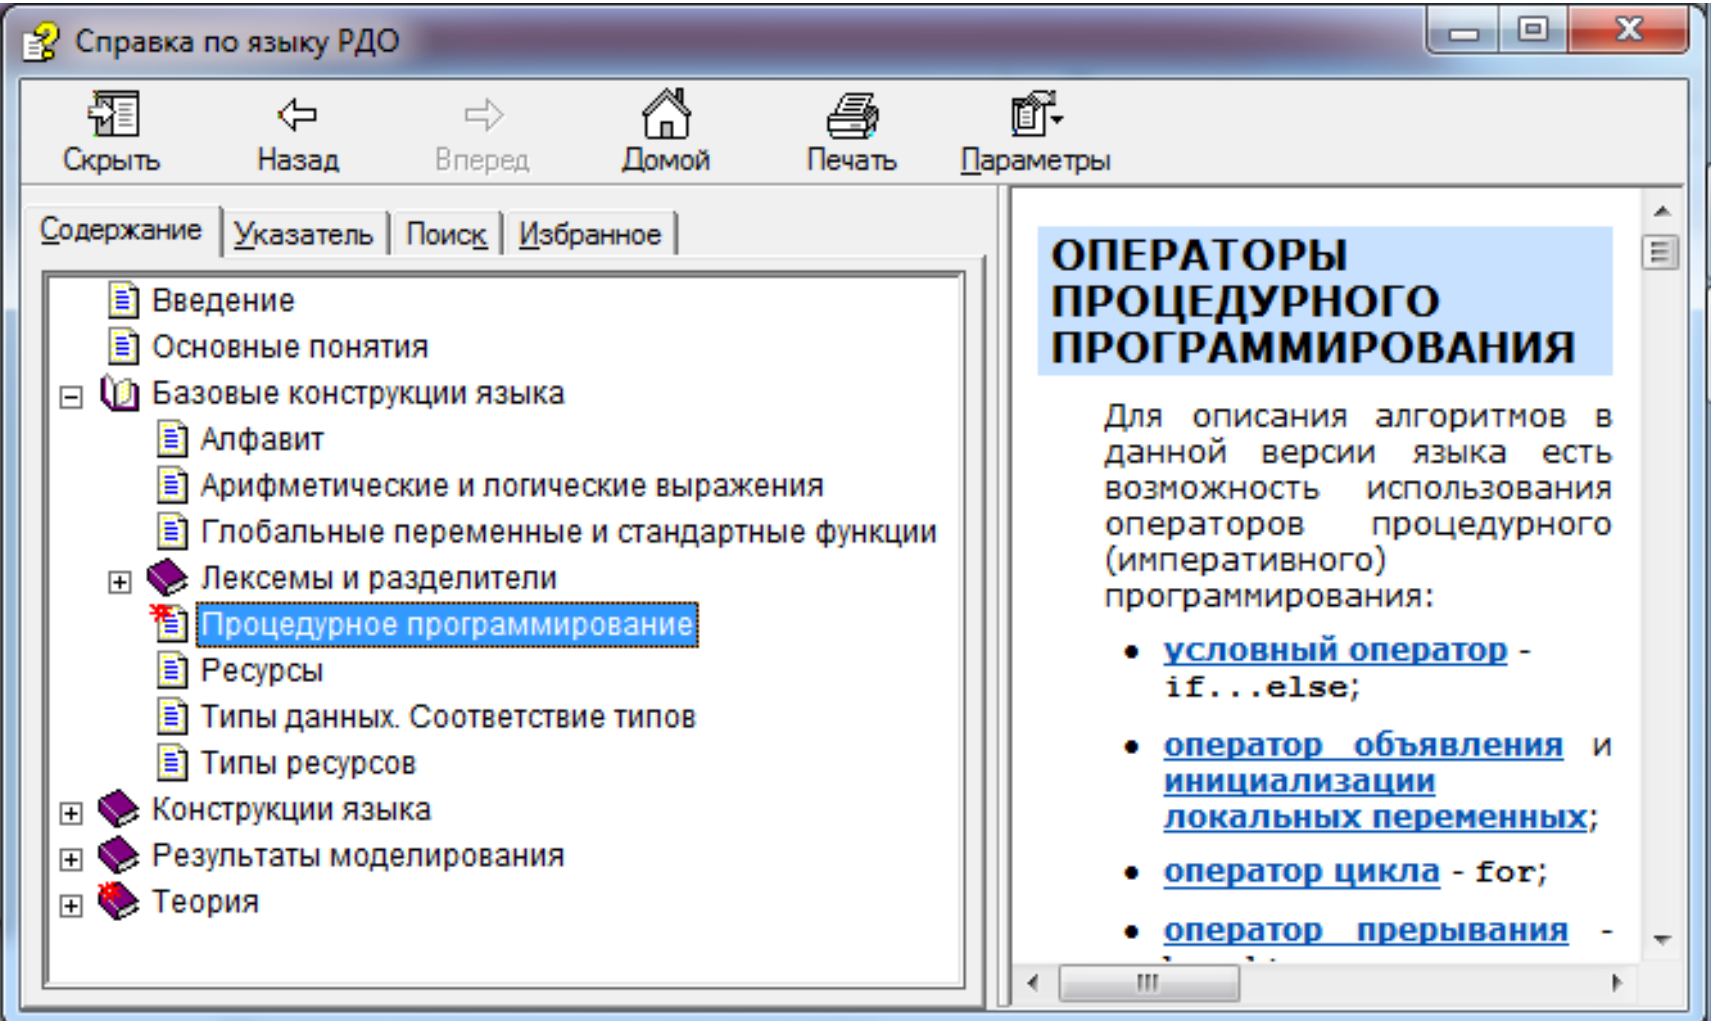 Справка по языку РДО
Скрыть Назад Вперед Домой Печать Параметры
Содержание Указатель Поиск Избранное
Введение
Основные понятия
Базовые конструкции языка
Алфавит
Арифметические и логические выражения
Глобальные переменные и стандартные функции
Лексемы и разделители
Процедурное программирование
Ресурсы
Типы данных. Соответствие типов
Типы ресурсов
Конструкции языка
Результаты моделирования
Теория
ОПЕРАТОРЫ
ПРОЦЕДУРНОГО
ПРОГРАММИРОВАНИЯ
Для описания алгоритмов в
данной версии языка есть
возможность использования
операторов процедурного
(императивного)
программирования:
• условный оператор -
if...else;
• оператор объявления и
инициализации
локальных переменных;
• оператор цикла - for;
• оператор прерывания -